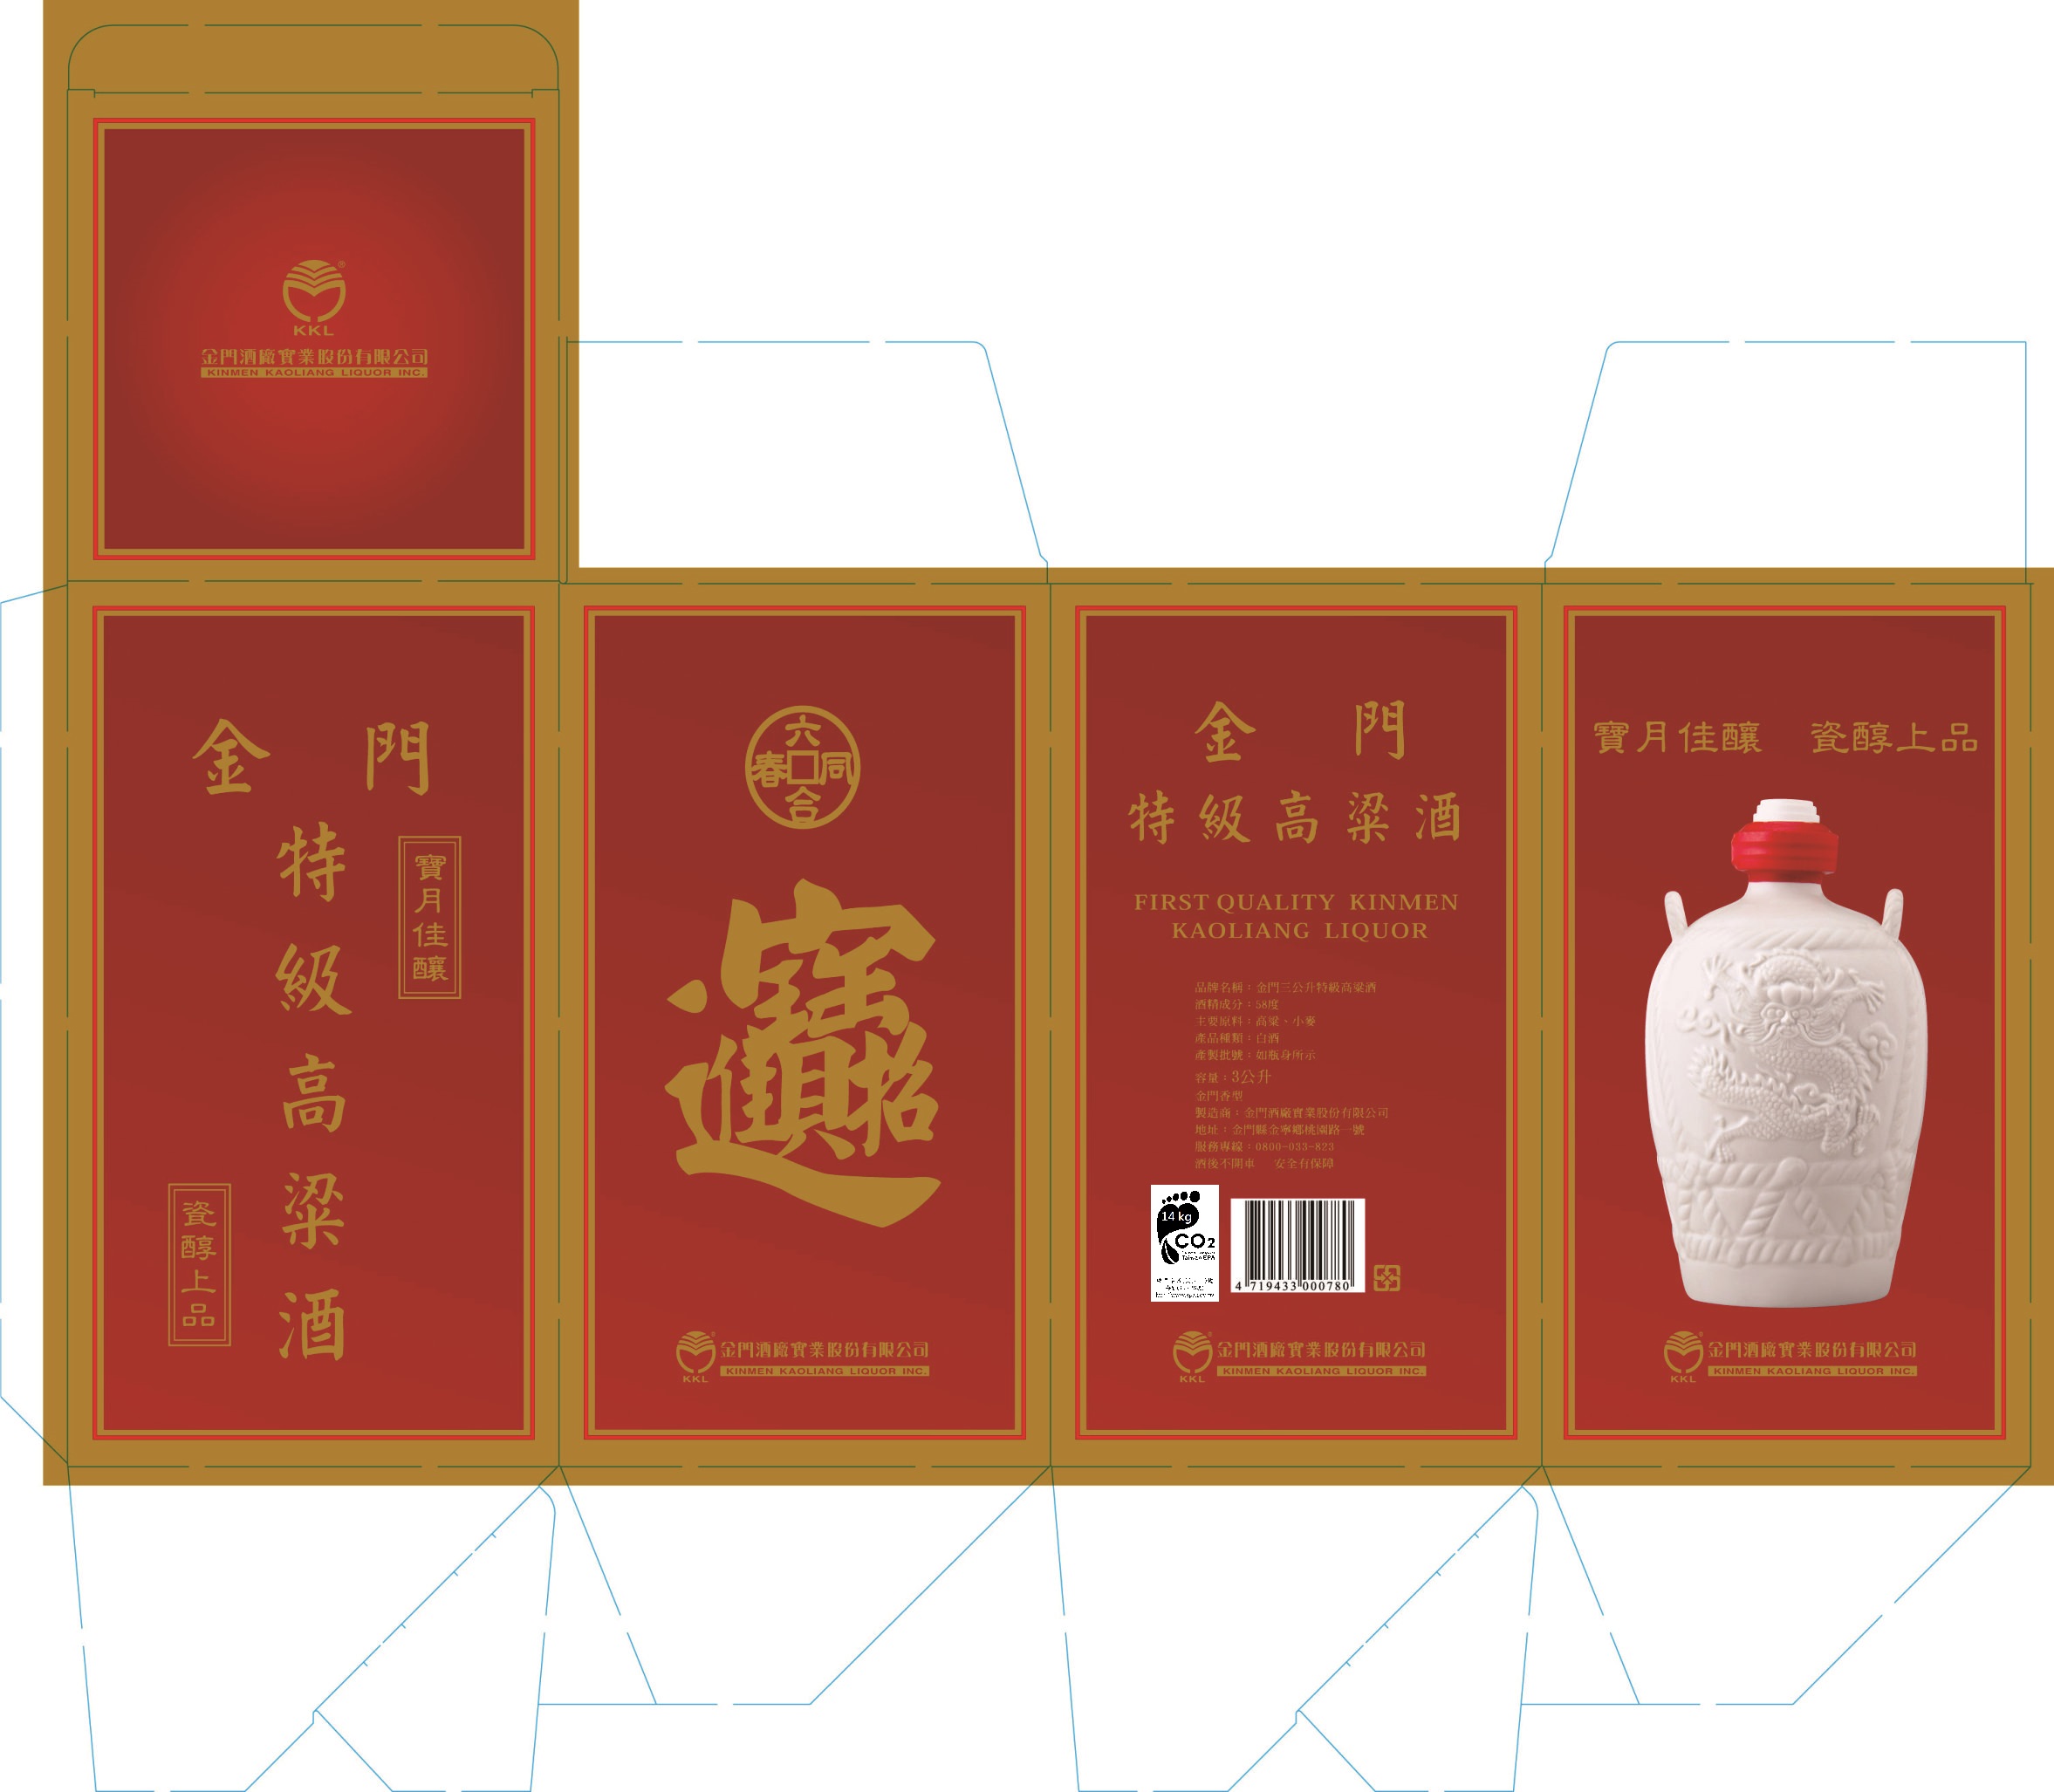 KKL
金門酒廠實業股份有限公司
KINMEN KAOLIANG LIQUOR INC.
金門
特級高粱酒
寶月佳釀
瓷醇上品
六合同春
招財進寶
KKL
金門酒廠實業股份有限公司
KINMEN KAOLIANG LIQUOR INC.
金門
特級高粱酒
FIRST QUALITY KINMEN
KAOLIANG LIQUOR
品牌名稱：金門三公升特級高粱酒
酒精成分：58度
主要原料：高粱、小麥
產品種類：白酒
產製批號：如瓶身所示
容量：3公升
金門香型
製造商：金門酒廠實業股份有限公司
地址：金門縣金寧鄉桃園路一號
服務專線：0800-033-823
酒後不開車 安全有保障
14 kg
CO2
Taiwan EPA
4 719433 000780
KKL
金門酒廠實業股份有限公司
KINMEN KAOLIANG LIQUOR INC.
寶月佳釀 瓷醇上品
KKL
金門酒廠實業股份有限公司
KINMEN KAOLIANG LIQUOR INC.